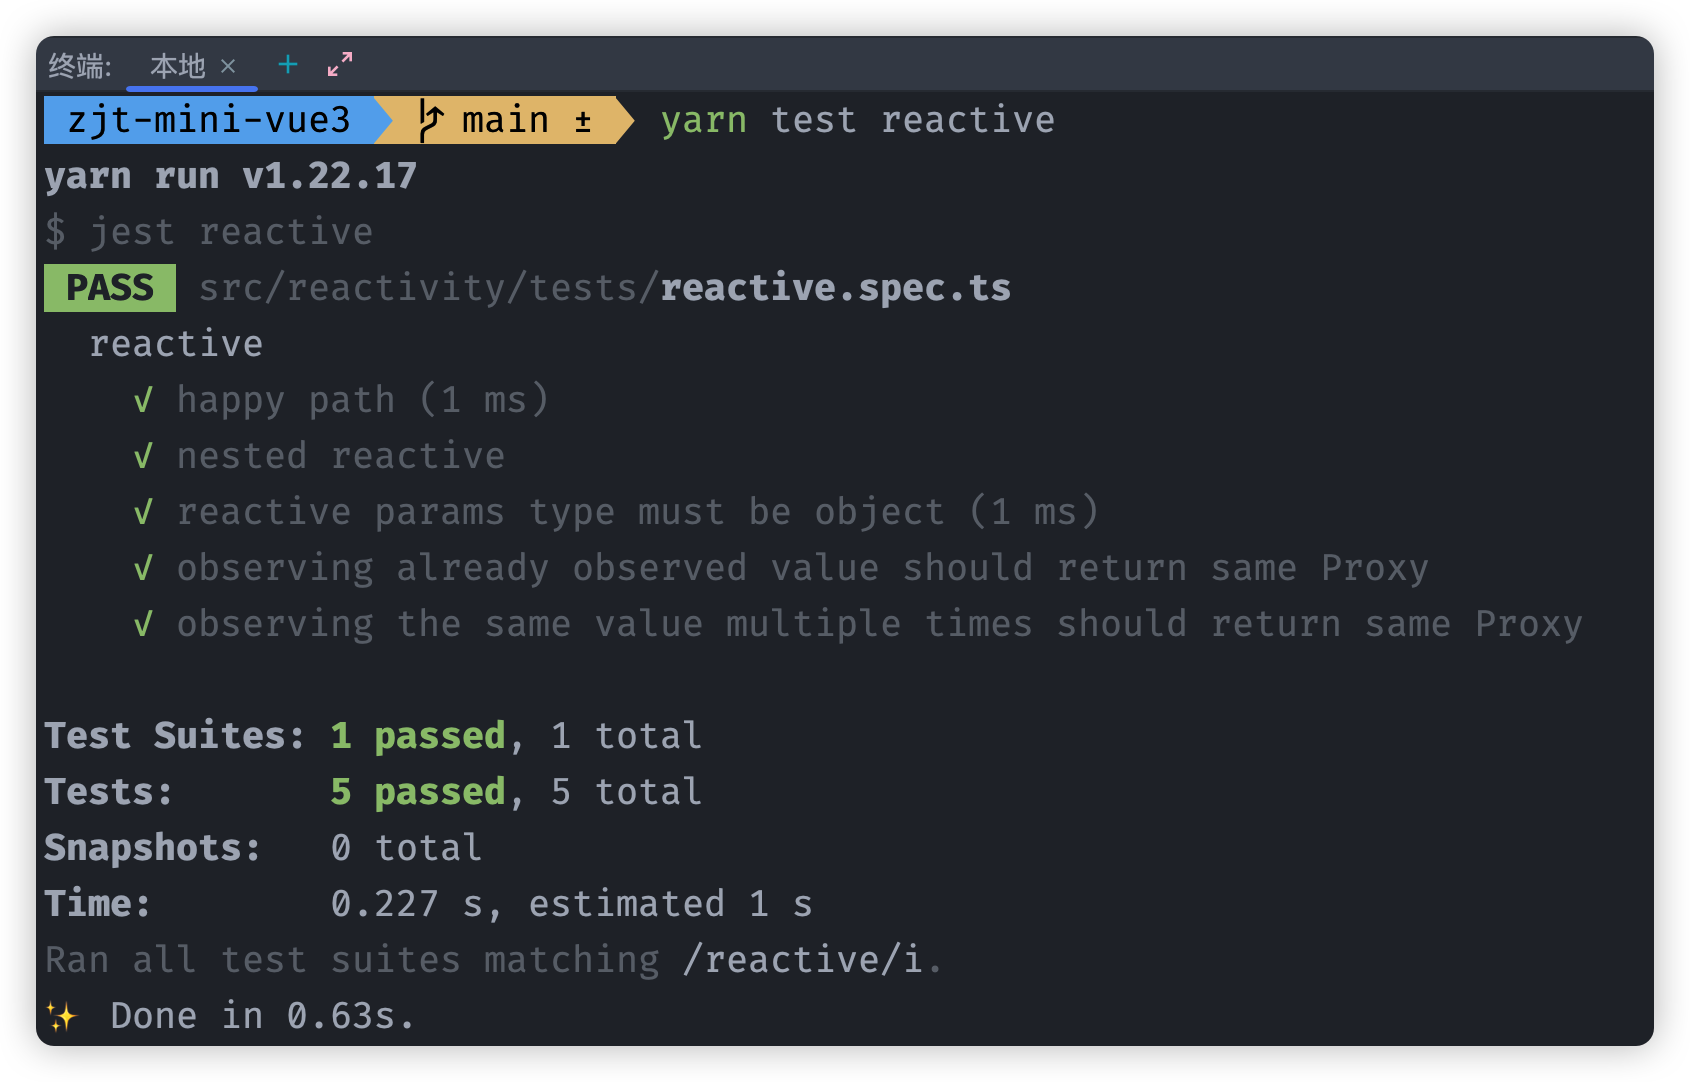 终端: 本地 × +
zjt-mini-vue3 main ± yarn test reactive
yarn run v1.22.17
$ jest reactive
PASS src/reactivity/tests/reactive.spec.ts
reactive
√ happy path (1 ms)
√ nested reactive
√ reactive params type must be object (1 ms)
√ observing already observed value should return same Proxy
√ observing the same value multiple times should return same Proxy
Test Suites: 1 passed, 1 total
Tests: 5 passed, 5 total
Snapshots: 0 total
Time: 0.227 s, estimated 1 s
Ran all test suites matching /reactive/i.
✨ Done in 0.63s.